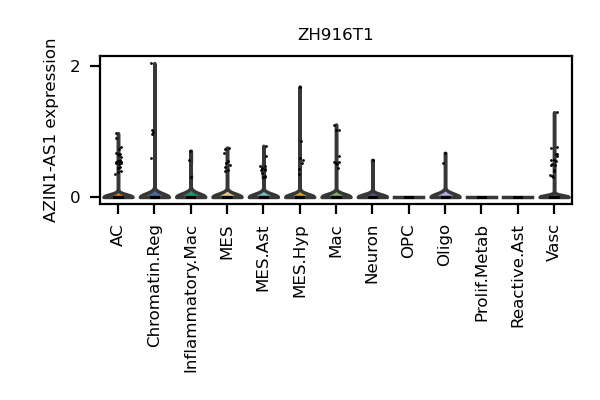 ZH916T1
AZIN1-AS1 expression
2
0
AC
Chromatin.Reg
Inflammatory.Mac
MES
MES.Ast
MES.Hyp
Mac
Neuron
OPC
Oligo
Prolif.Metab
Reactive.Ast
Vasc